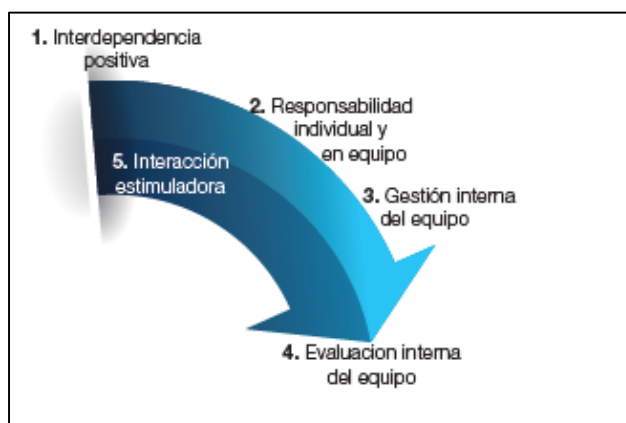 1. Interdependencia
positiva
2. Responsabilidad
individual y
en equipo
5. Interacción
estimuladora
3. Gestión interna
del equipo
4. Evaluacion interna
del equipo